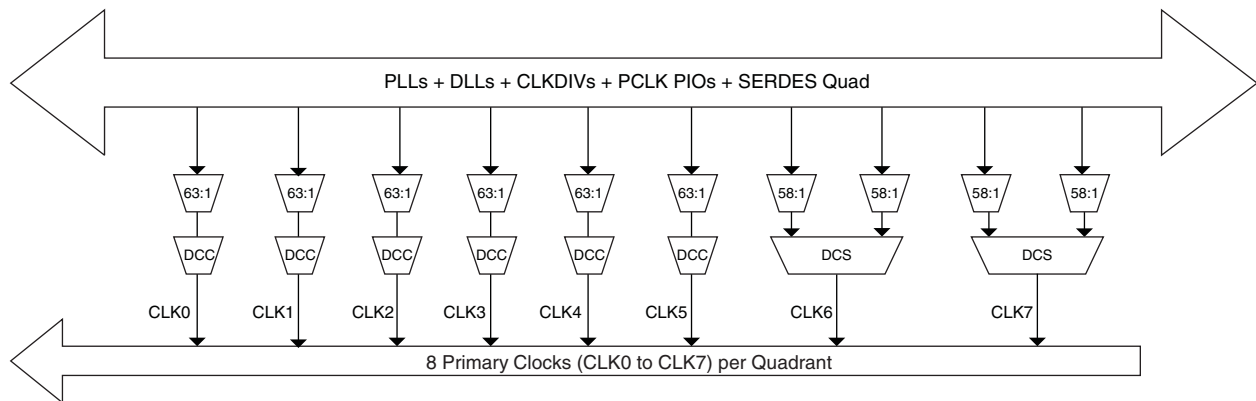 PLLs + DLLs + CLKDIVs + PCLK PIOs + SERDES Quad
63:1 63:1 63:1 63:1 63:1 63:1 58:1 58:1 58:1 58:1
DCC DCC DCC DCC DCC DCC DCS DCS
CLK0 CLK1 CLK2 CLK3 CLK4 CLK5 CLK6 CLK7
8 Primary Clocks (CLK0 to CLK7) per Quadrant